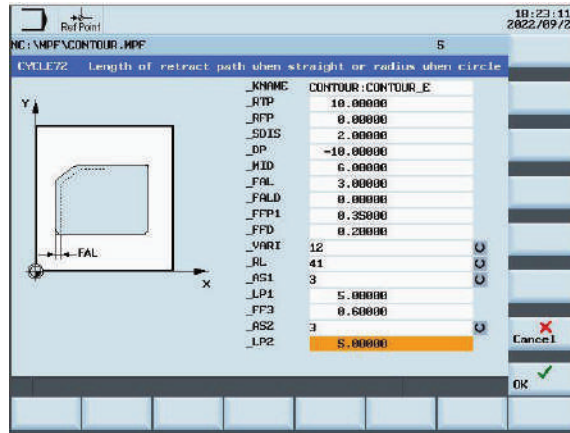 Ref Point
18:23:11
2022/09/2
NC:\MPF\CONTOUR.MPF 5
CYCLE72 Length of retract path when straight or radius when circle
_KNAME CONTOUR:CONTOUR_E
_RTP 10.00000
_RFP 0.00000
_SDIS 2.00000
_DP -10.00000
_MID 6.00000
_FAL 3.00000
_FALD 0.00000
_FFP1 0.35000
_FFD 0.20000
_VARI 12
_RL 41
_AS1 3
_LP1 5.00000
_FF3 0.60000
_AS2 3
_LP2 5.00000
Y
FAL
X
Cancel
OK